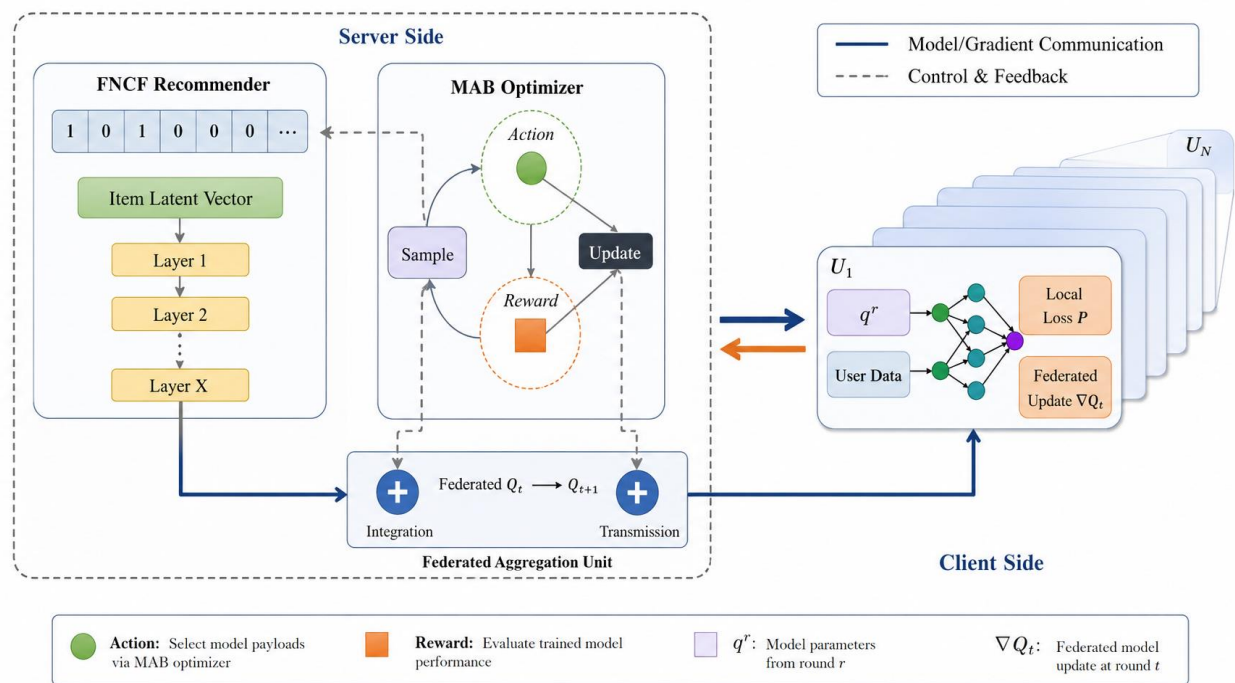 Server Side
FNCF Recommender
1 0 1 0 0 0 ...
Item Latent Vector
Layer 1
Layer 2
Layer X
MAB Optimizer
Action
Sample
Update
Reward
Federated Q_t → Q_{t+1}
Integration
Transmission
Federated Aggregation Unit
Model/Gradient Communication
Control & Feedback
U_N
U_1
q^r
User Data
Local
Loss P
Federated
Update ∇Q_t
Client Side
Action: Select model payloads
via MAB optimizer
Reward: Evaluate trained model
performance
q^r: Model parameters
from round r
∇Q_t: Federated model
update at round t